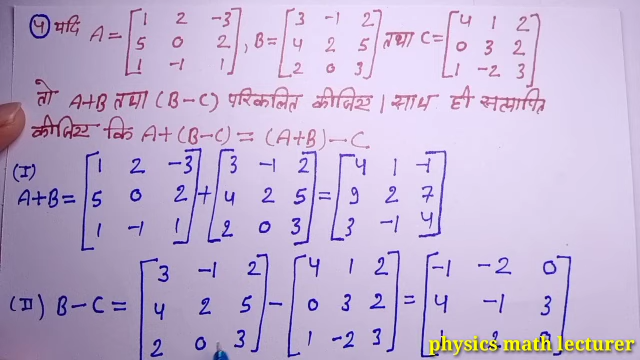 ④ यदि A = [1 2 -3; 5 0 2; 1 -1 1], B = [3 -1 2; 4 2 5; 2 0 3] तथा C = [4 1 2; 0 3 2; 1 -2 3]
तो A+B तथा (B-C) परिकलित कीजिए। साथ ही सत्यापित
कीजिए कि A+(B-C) = (A+B)-C
(I) A+B = [1 2 -3; 5 0 2; 1 -1 1] + [3 -1 2; 4 2 5; 2 0 3] = [4 1 -1; 9 2 7; 3 -1 4]
(II) B-C = [3 -1 2; 4 2 5; 2 0 3] - [4 1 2; 0 3 2; 1 -2 3] = [-1 -2 0; 4 -1 3; 1 2
physics math lecturer